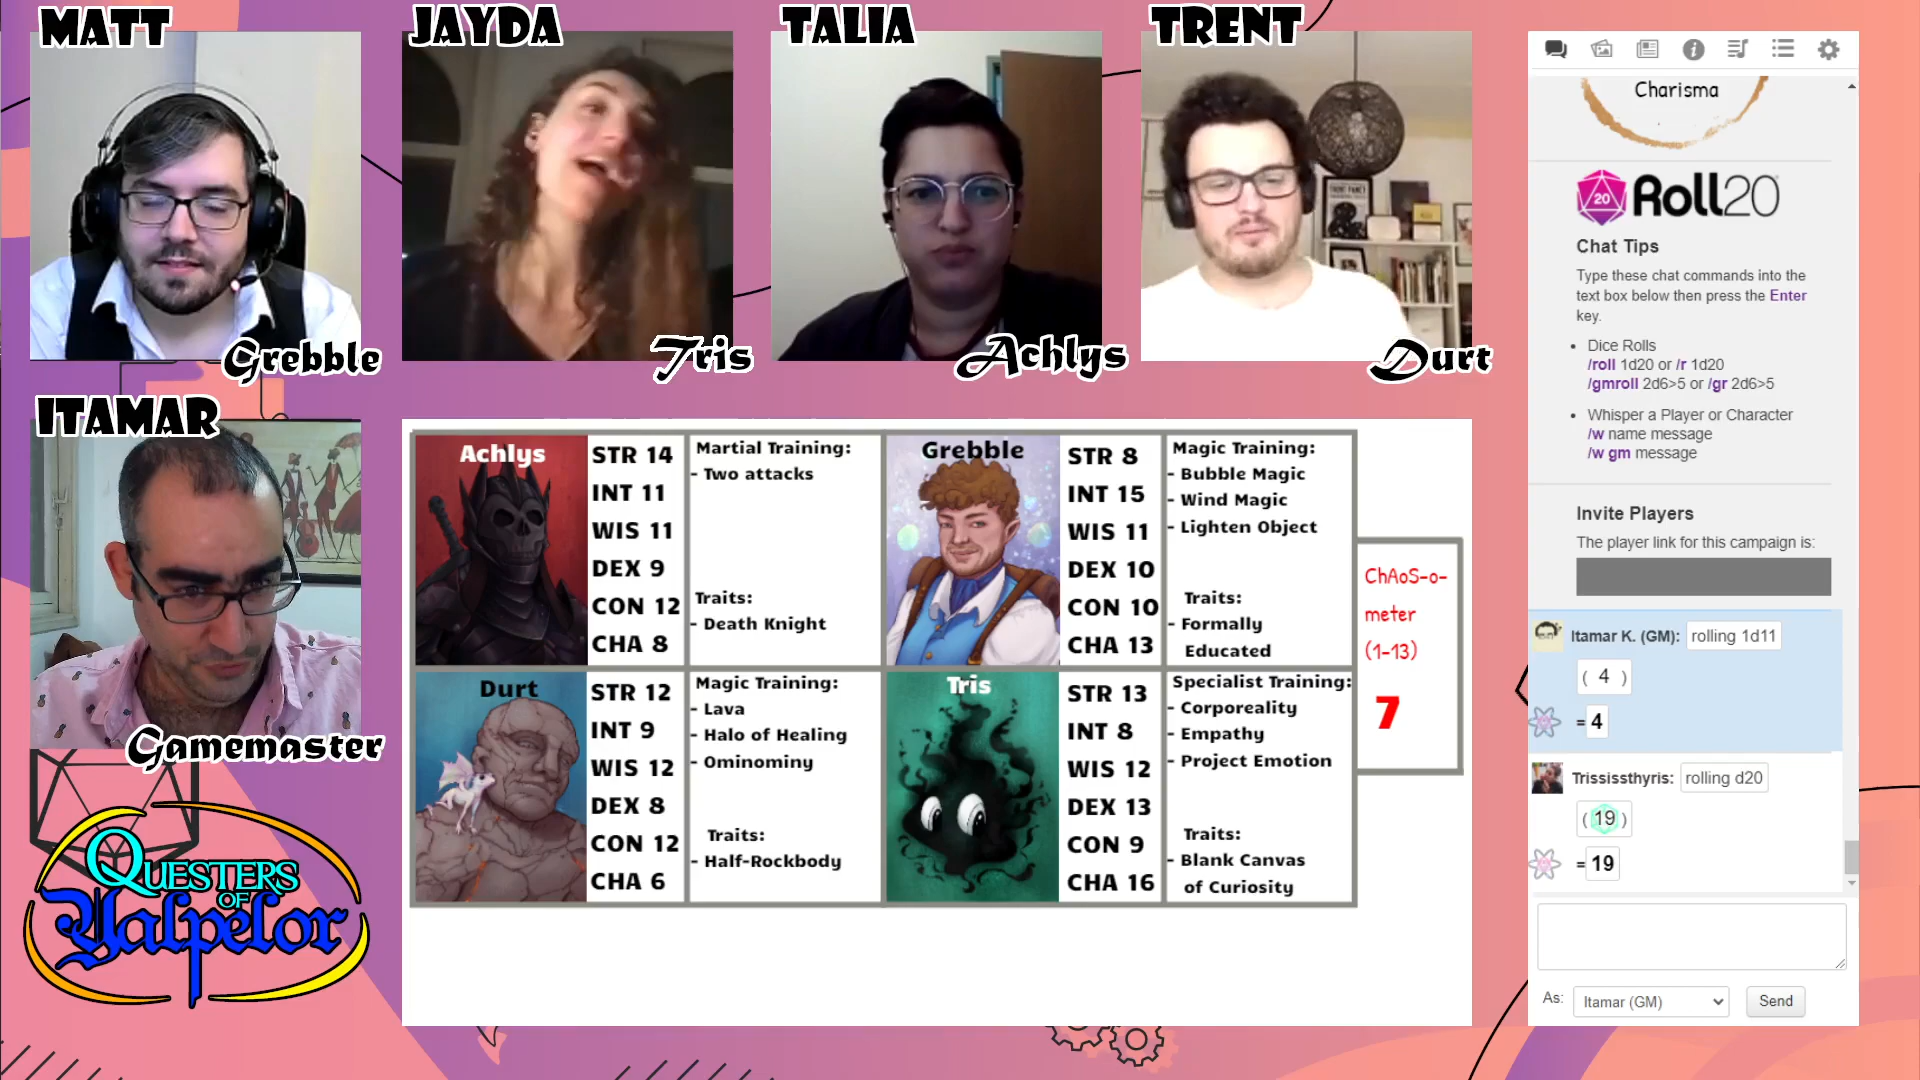 MATT
JAYDA
TALIA
TRENT
Grebble
Tris
Achlys
Durt
ITAMAR
Gamemaster
QUESTERS
OF
Yalpelor
Achlys
STR 14
INT 11
WIS 11
DEX 9
CON 12
CHA 8
Martial Training:
- Two attacks
Traits:
- Death Knight
Grebble
STR 8
INT 15
WIS 11
DEX 10
CON 10
CHA 13
Magic Training:
- Bubble Magic
- Wind Magic
- Lighten Object
Traits:
- Formally
Educated
Durt
STR 12
INT 9
WIS 12
DEX 8
CON 12
CHA 6
Magic Training:
- Lava
- Halo of Healing
- Ominominy
Traits:
- Half-Rockbody
Tris
STR 13
INT 8
WIS 12
DEX 13
CON 9
CHA 16
Specialist Training:
- Corporeality
- Empathy
- Project Emotion
Traits:
- Blank Canvas
of Curiosity
ChAoS-o-
meter
(1-13)
7
Charisma
20 Roll20
Chat Tips
Type these chat commands into the
text box below then press the Enter
key.
• Dice Rolls
/roll 1d20 or /r 1d20
/gmroll 2d6>5 or /gr 2d6>5
• Whisper a Player or Character
/w name message
/w gm message
Invite Players
The player link for this campaign is:
Itamar K. (GM): rolling 1d11
( 4 )
= 4
Trississthyris: rolling d20
( 19 )
= 19
As: Itamar (GM) Send